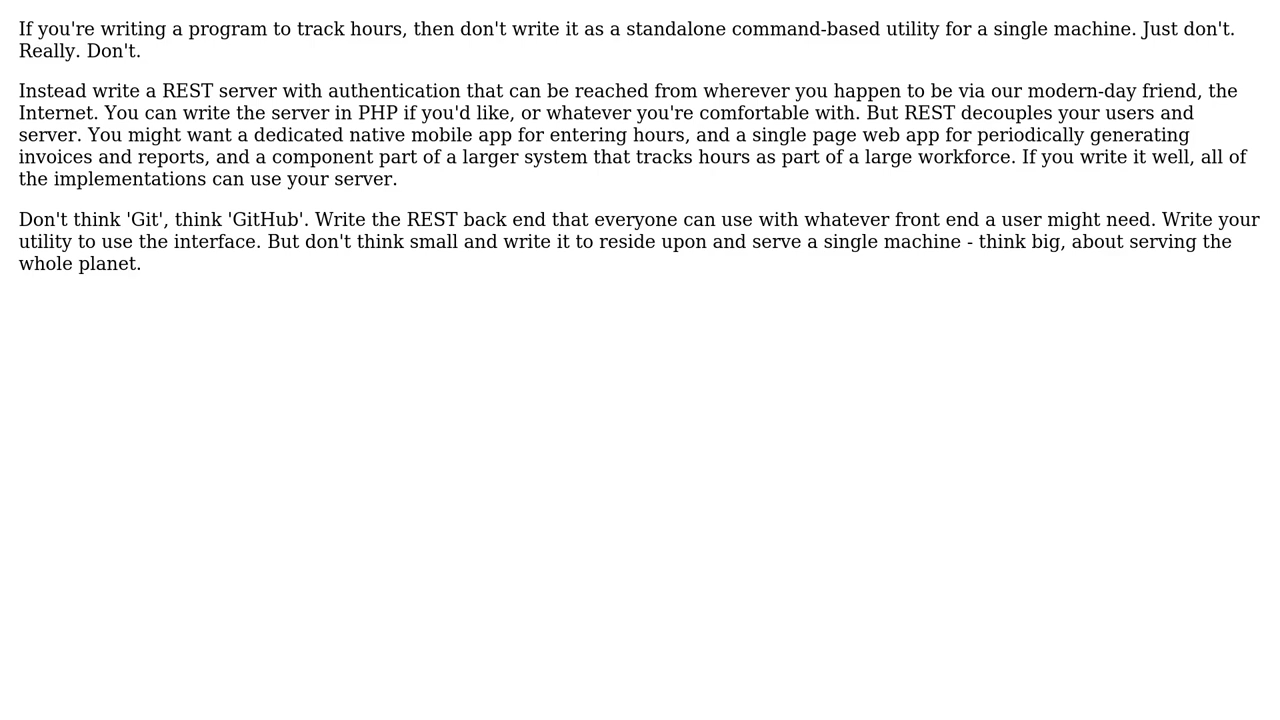 If you're writing a program to track hours, then don't write it as a standalone command-based utility for a single machine. Just don't.
Really. Don't.
Instead write a REST server with authentication that can be reached from wherever you happen to be via our modern-day friend, the
Internet. You can write the server in PHP if you'd like, or whatever you're comfortable with. But REST decouples your users and
server. You might want a dedicated native mobile app for entering hours, and a single page web app for periodically generating
invoices and reports, and a component part of a larger system that tracks hours as part of a large workforce. If you write it well, all of
the implementations can use your server.
Don't think 'Git', think 'GitHub'. Write the REST back end that everyone can use with whatever front end a user might need. Write your
utility to use the interface. But don't think small and write it to reside upon and serve a single machine - think big, about serving the
whole planet.